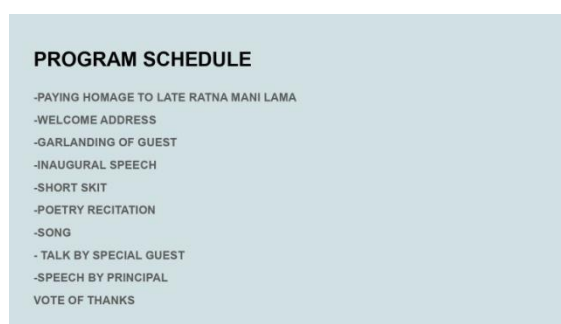 PROGRAM SCHEDULE
-PAYING HOMAGE TO LATE RATNA MANI LAMA
-WELCOME ADDRESS
-GARLANDING OF GUEST
-INAUGURAL SPEECH
-SHORT SKIT
-POETRY RECITATION
-SONG
- TALK BY SPECIAL GUEST
-SPEECH BY PRINCIPAL
VOTE OF THANKS